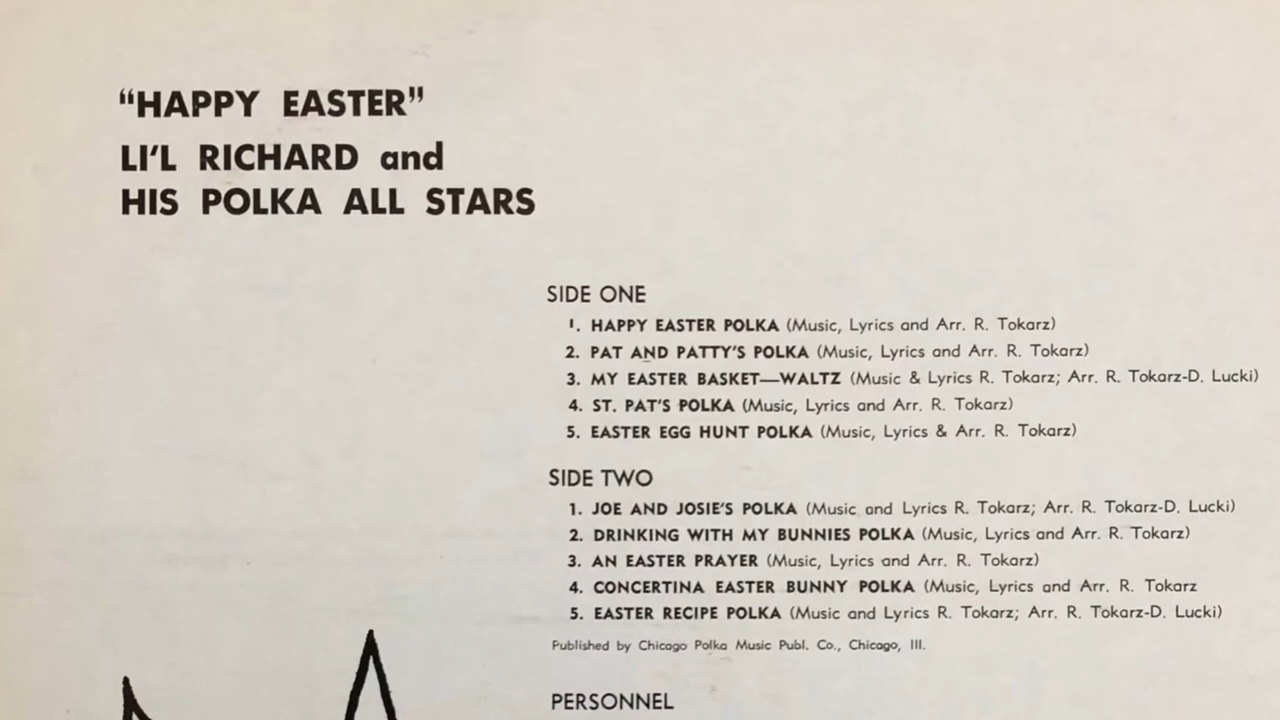 “HAPPY EASTER”
LI’L RICHARD and
HIS POLKA ALL STARS
SIDE ONE
1. HAPPY EASTER POLKA (Music, Lyrics and Arr. R. Tokarz)
2. PAT AND PATTY’S POLKA (Music, Lyrics and Arr. R. Tokarz)
3. MY EASTER BASKET—WALTZ (Music & Lyrics R. Tokarz; Arr. R. Tokarz-D. Lucki)
4. ST. PAT’S POLKA (Music, Lyrics and Arr. R. Tokarz)
5. EASTER EGG HUNT POLKA (Music, Lyrics & Arr. R. Tokarz)
SIDE TWO
1. JOE AND JOSIE’S POLKA (Music and Lyrics R. Tokarz; Arr. R. Tokarz-D. Lucki)
2. DRINKING WITH MY BUNNIES POLKA (Music, Lyrics and Arr. R. Tokarz)
3. AN EASTER PRAYER (Music, Lyrics and Arr. R. Tokarz)
4. CONCERTINA EASTER BUNNY POLKA (Music, Lyrics and Arr. R. Tokarz
5. EASTER RECIPE POLKA (Music and Lyrics R. Tokarz; Arr. R. Tokarz-D. Lucki)
Published by Chicago Polka Music Publ. Co., Chicago, Ill.
PERSONNEL